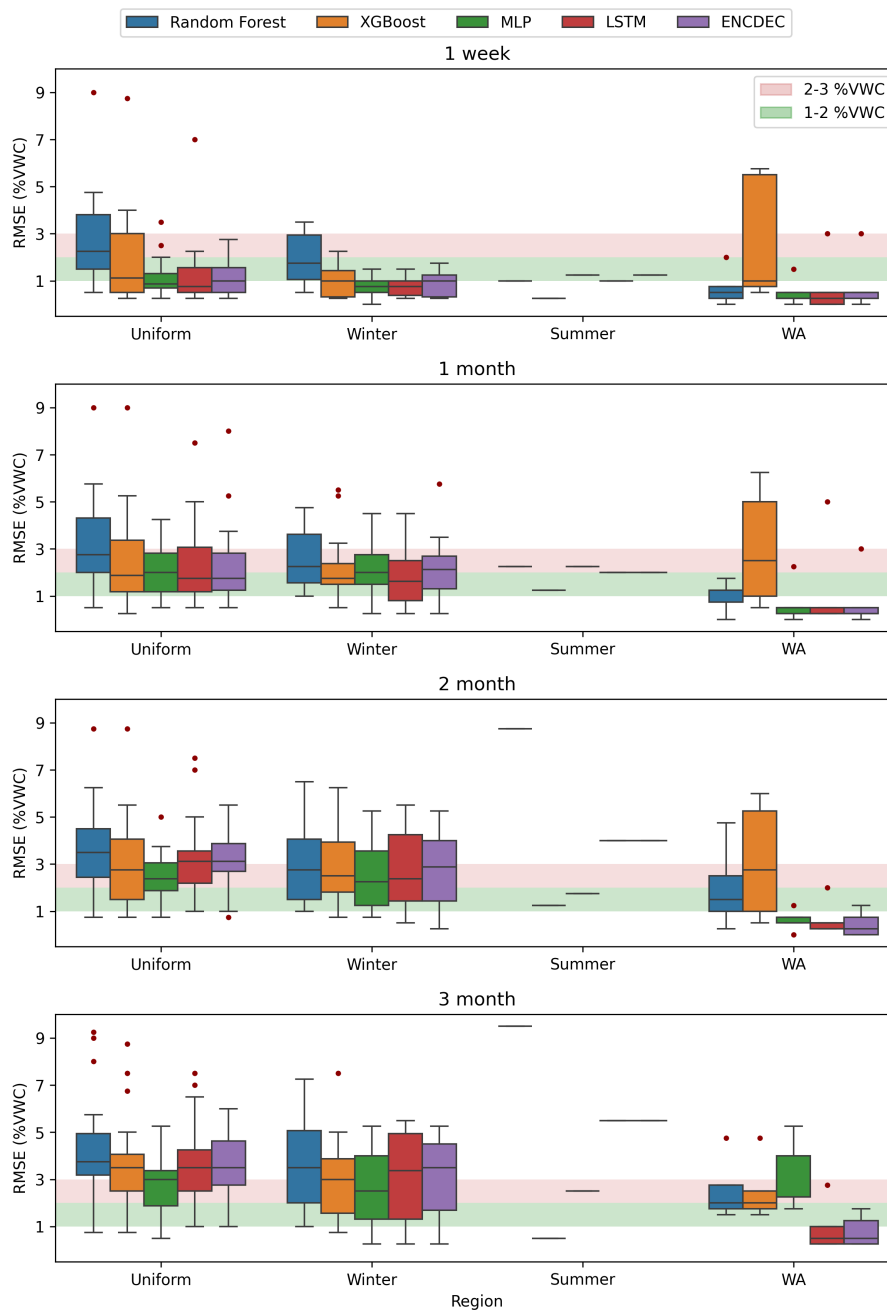 Random Forest XGBoost MLP LSTM ENCDEC
1 week
2-3 %VWC
1-2 %VWC
RMSE (%VWC)
9
7
5
3
1
Uniform Winter Summer WA
1 month
RMSE (%VWC)
9
7
5
3
1
Uniform Winter Summer WA
2 month
RMSE (%VWC)
9
7
5
3
1
Uniform Winter Summer WA
3 month
RMSE (%VWC)
9
7
5
3
1
Uniform Winter Summer WA
Region